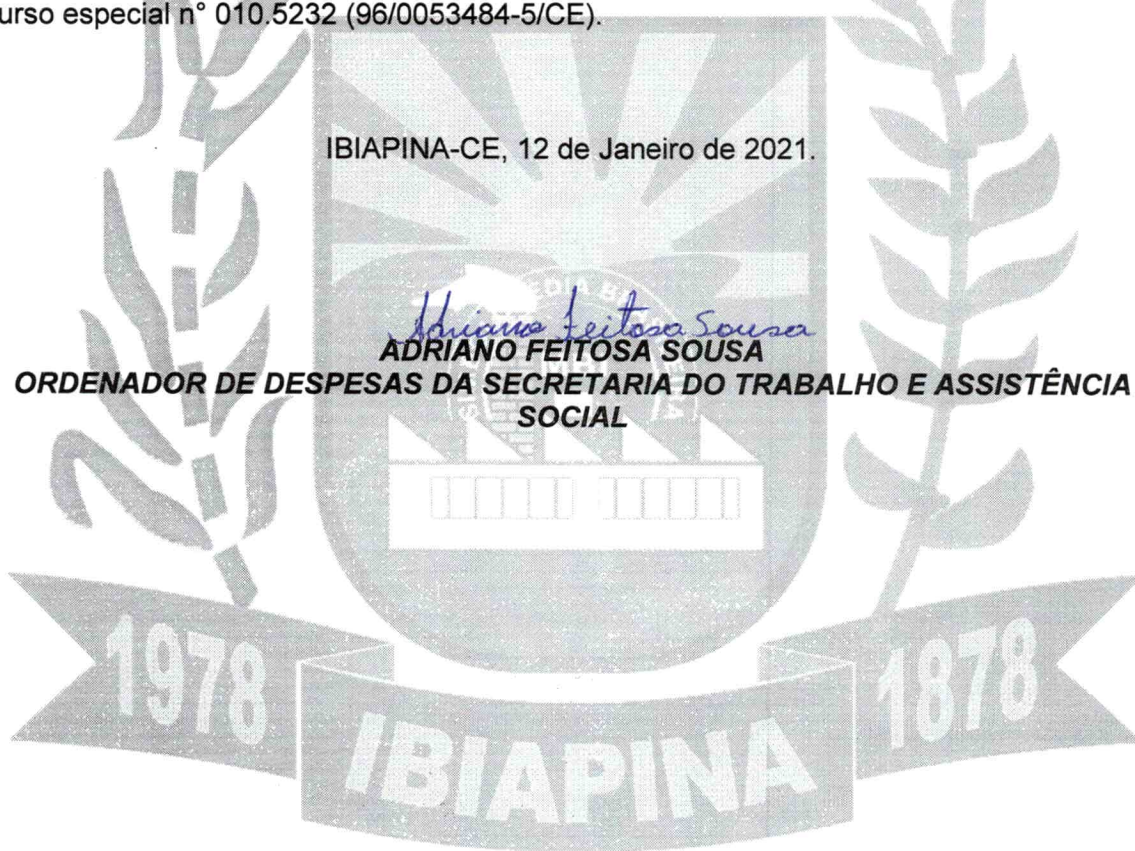 urso especial n° 010.5232 (96/0053484-5/CE).
IBIAPINA-CE, 12 de Janeiro de 2021.
Adriano Feitosa Sousa
ADRIANO FEITOSA SOUSA
ORDENADOR DE DESPESAS DA SECRETARIA DO TRABALHO E ASSISTÊNCIA
SOCIAL
1978
IBIAPINA
1878